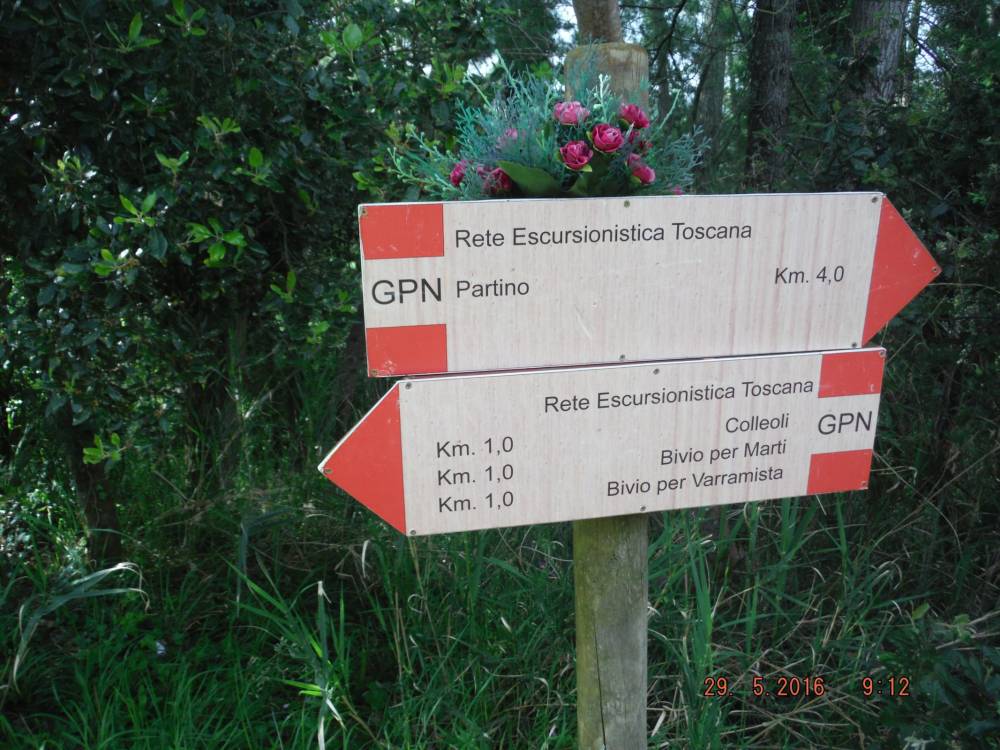 Rete Escursionistica Toscana
GPN Partino Km. 4,0
Rete Escursionistica Toscana
Km. 1,0 Colleoli GPN
Km. 1,0 Bivio per Marti
Km. 1,0 Bivio per Varramista
29. 5.2016 9:12